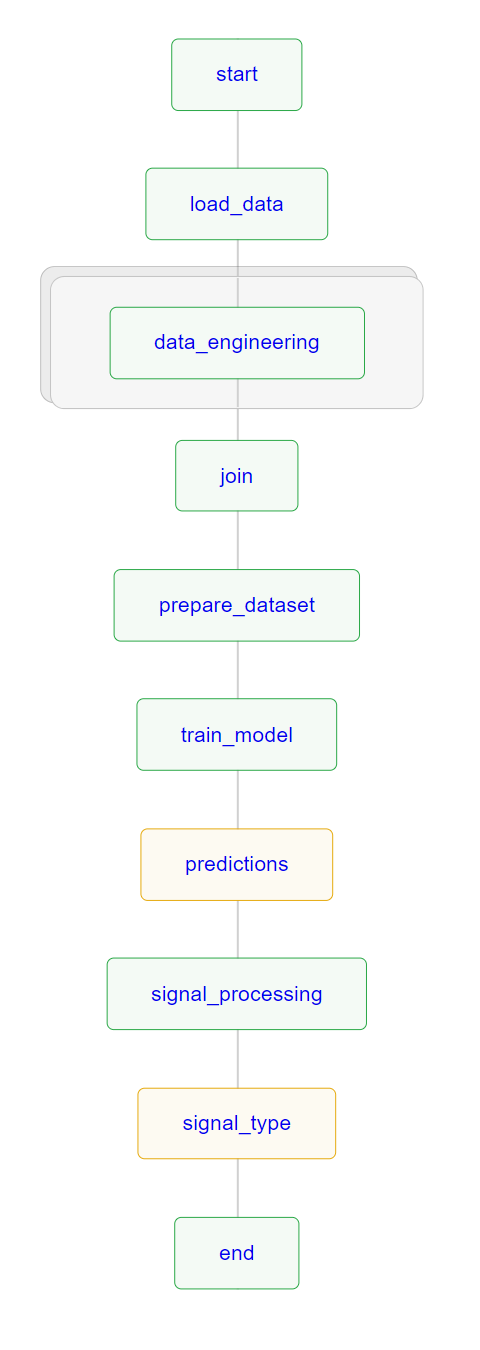 start
load_data
data_engineering
join
prepare_dataset
train_model
predictions
signal_processing
signal_type
end